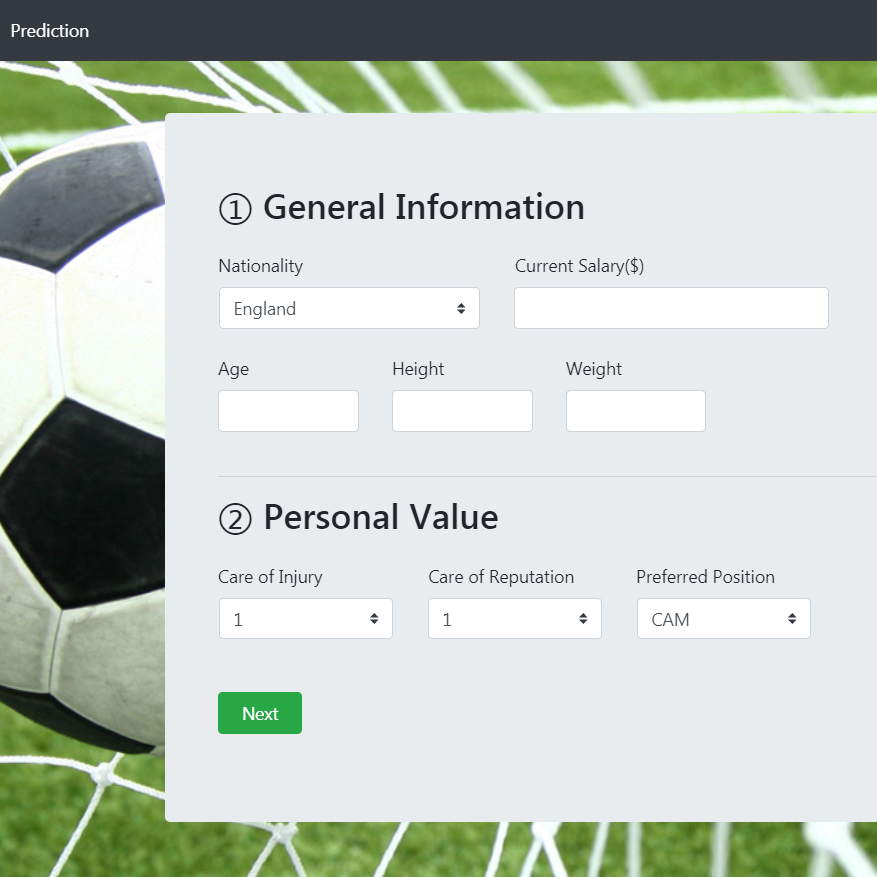 Prediction
① General Information
Nationality Current Salary($)
England
Age Height Weight
② Personal Value
Care of Injury Care of Reputation Preferred Position
1 1 CAM
Next